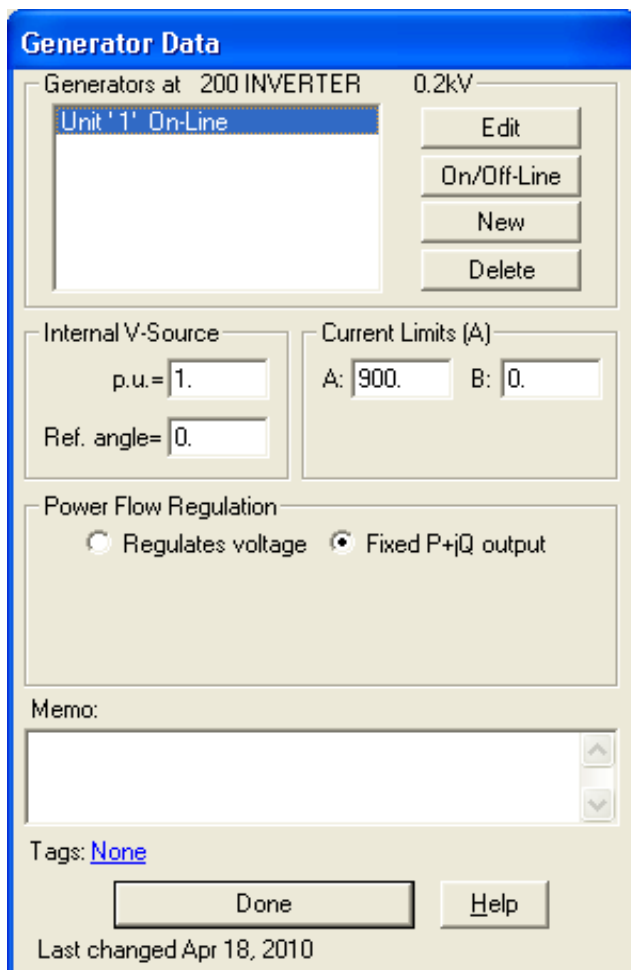 Generator Data
Generators at 200 INVERTER 0.2kV
Unit '1' On-Line
Edit
On/Off-Line
New
Delete
Internal V-Source
p.u.= 1.
Ref. angle= 0.
Current Limits (A)
A: 900. B: 0.
Power Flow Regulation
Regulates voltage Fixed P+jQ output
Memo:
Tags: None
Done Help
Last changed Apr 18, 2010